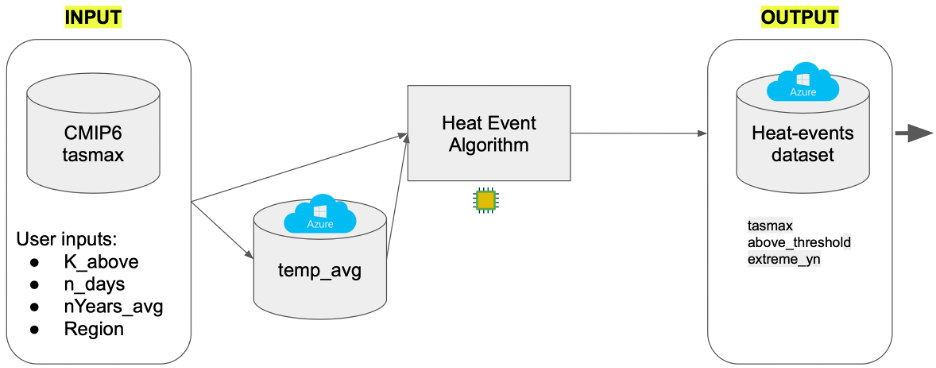 INPUT
OUTPUT
CMIP6
tasmax
User inputs:
● K_above
● n_days
● nYears_avg
● Region
Azure
temp_avg
Heat Event
Algorithm
Azure
Heat-events
dataset
tasmax
above_threshold
extreme_yn